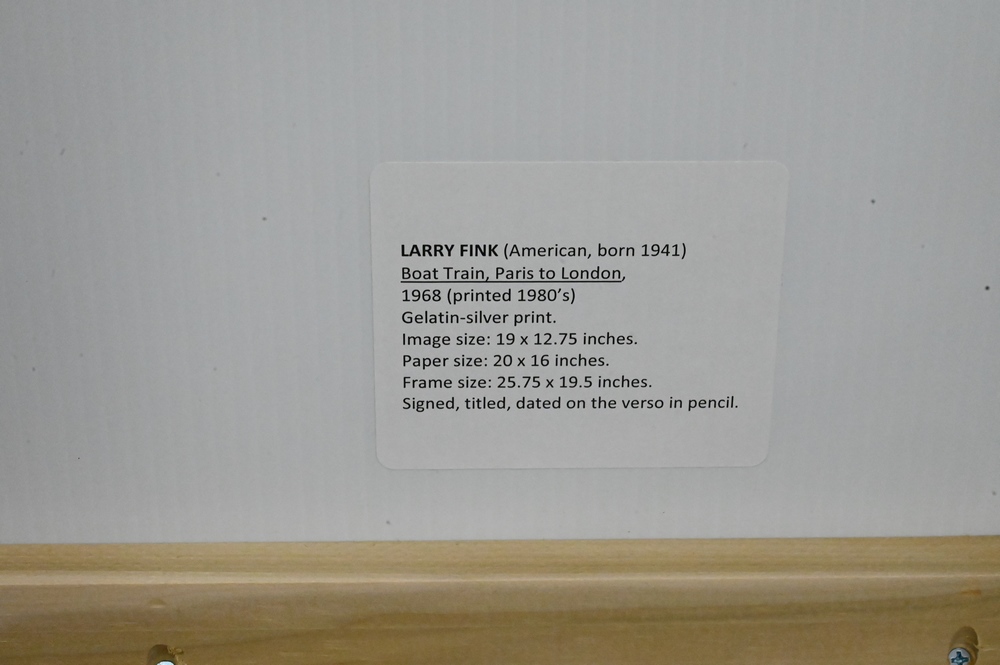 LARRY FINK (American, born 1941)
Boat Train, Paris to London,
1968 (printed 1980’s)
Gelatin-silver print.
Image size: 19 x 12.75 inches.
Paper size: 20 x 16 inches.
Frame size: 25.75 x 19.5 inches.
Signed, titled, dated on the verso in pencil.